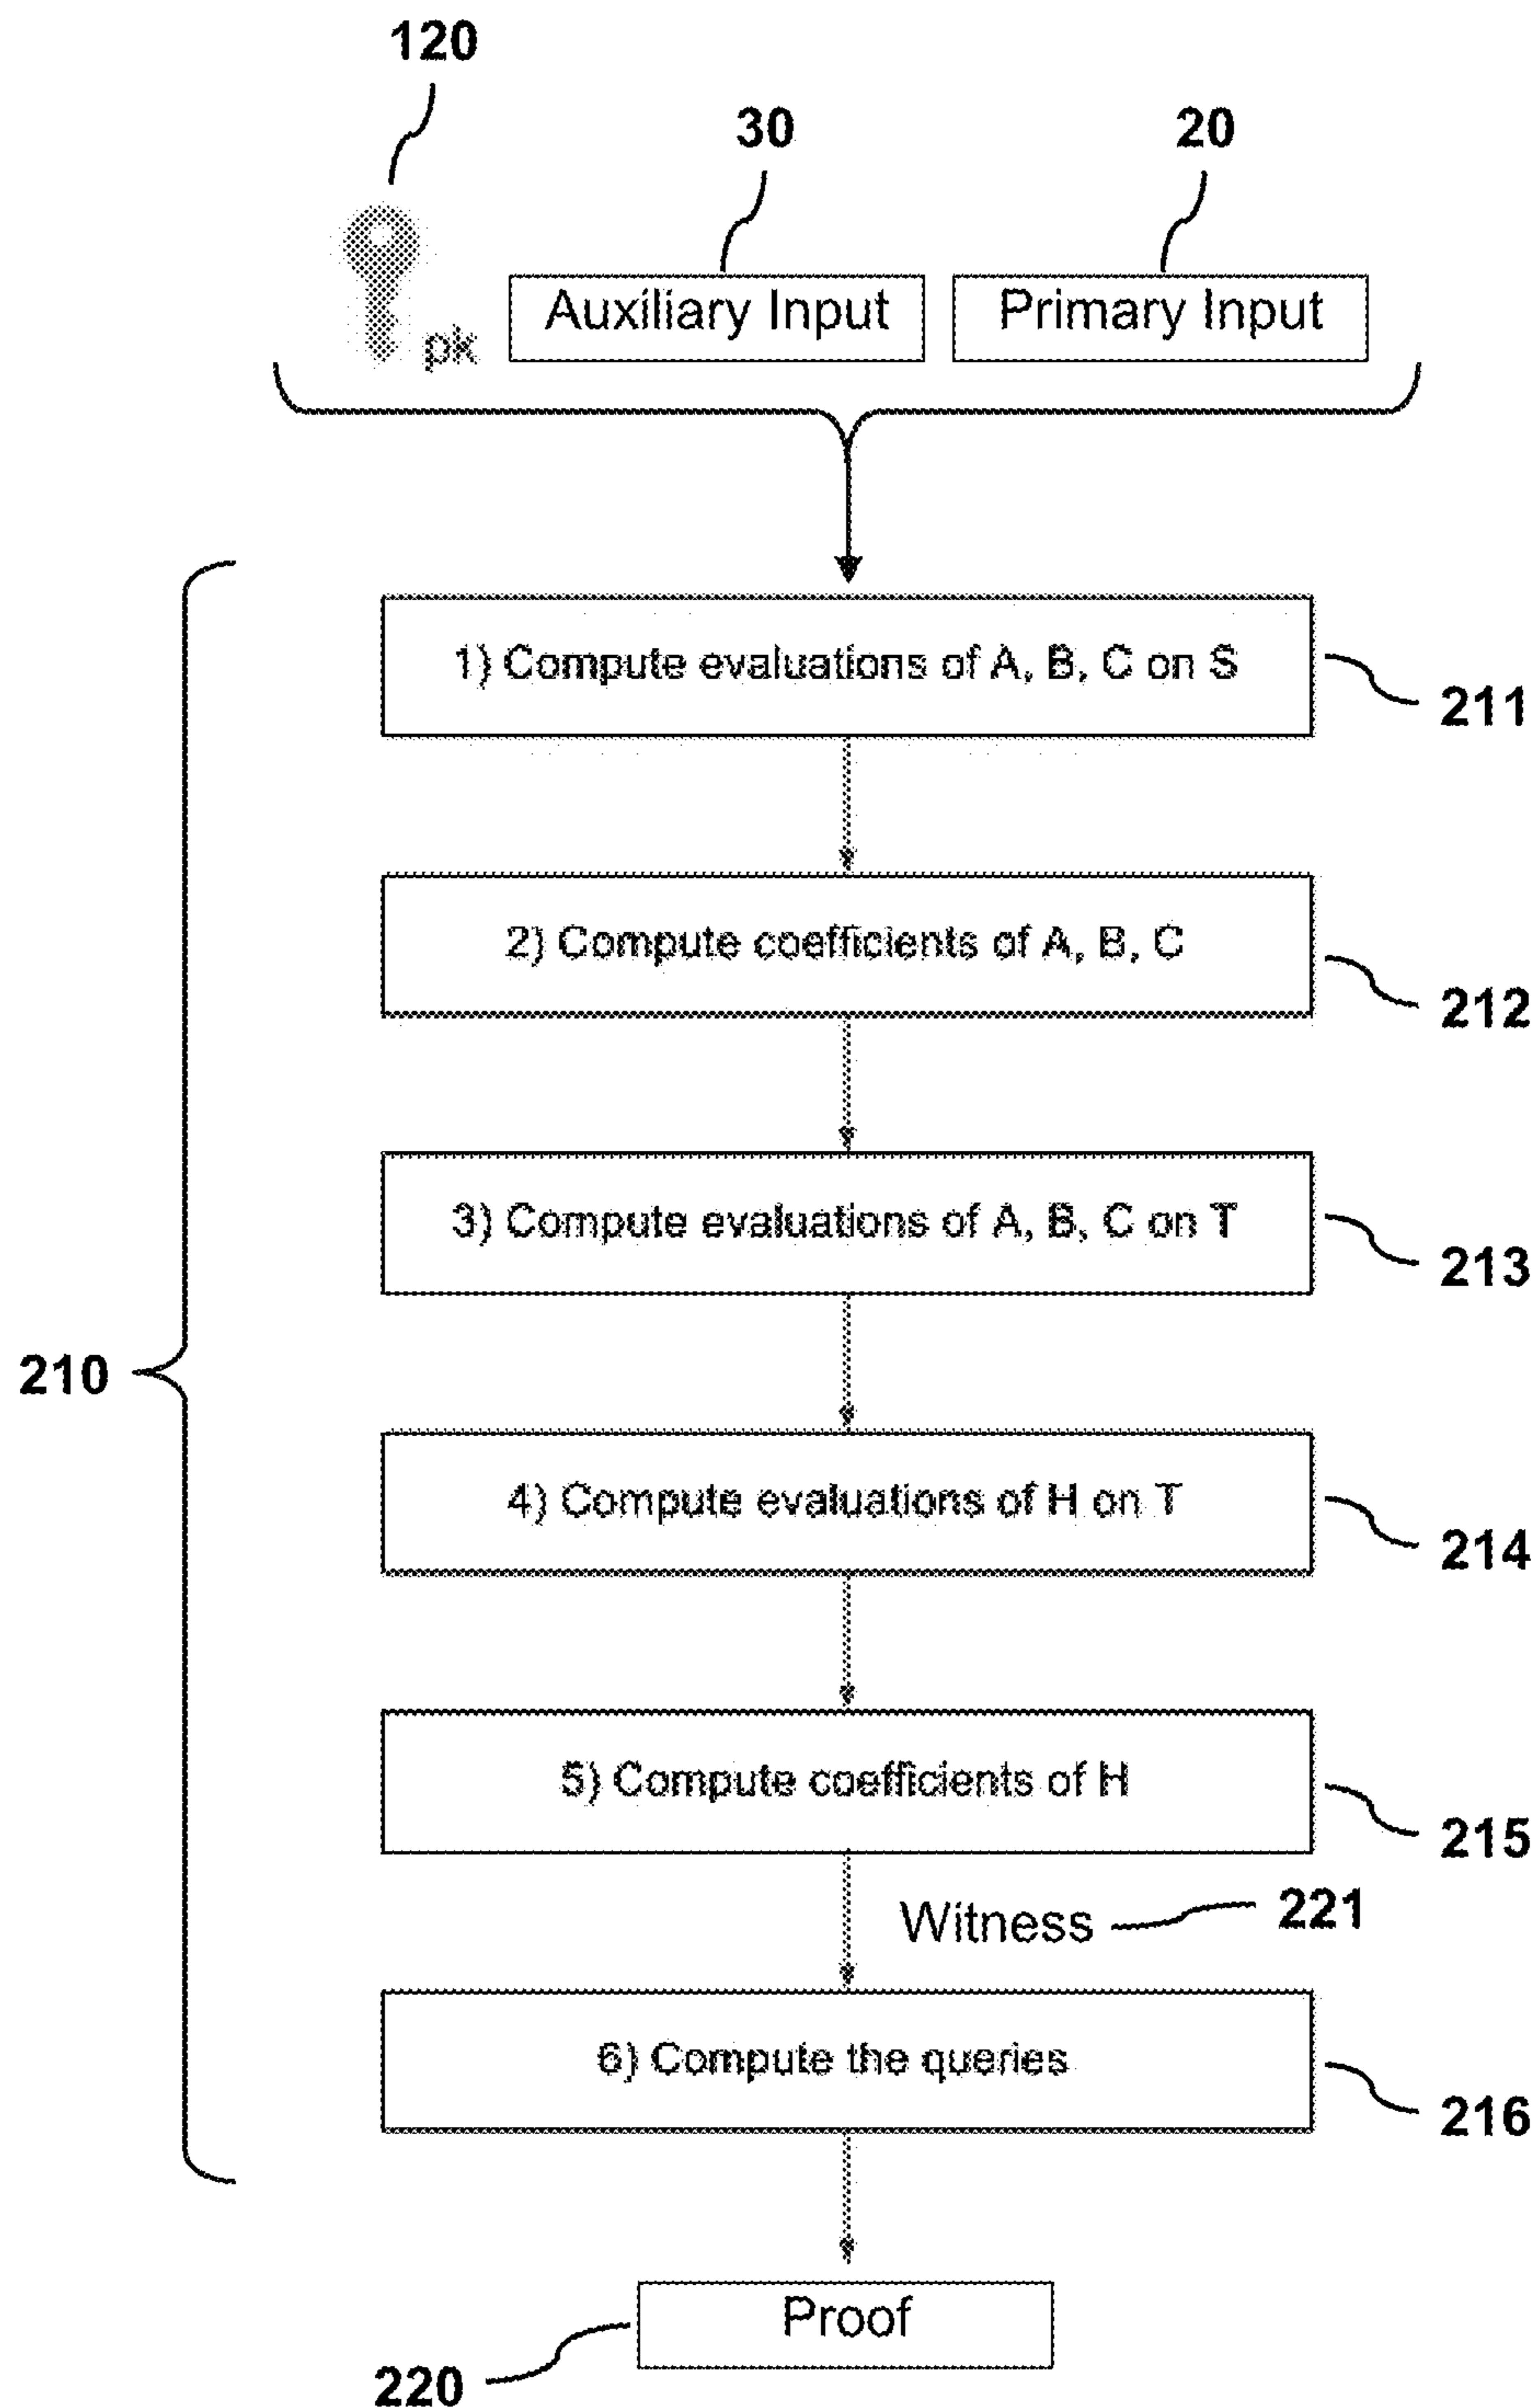 120
30
20
pk
Auxiliary Input
Primary Input
1) Compute evaluations of A, B, C on S
211
2) Compute coefficients of A, B, C
212
3) Compute evaluations of A, B, C on T
213
210
4) Compute evaluations of H on T
214
5) Compute coefficients of H
215
Witness
221
6) Compute the queries
216
Proof
220